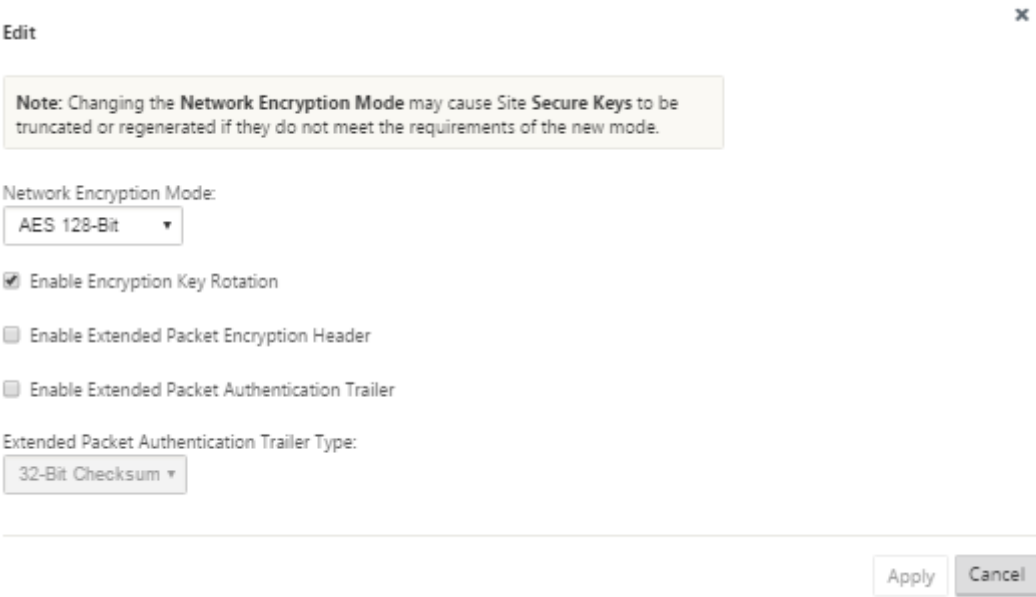 Edit
Note: Changing the Network Encryption Mode may cause Site Secure Keys to be
truncated or regenerated if they do not meet the requirements of the new mode.
Network Encryption Mode:
AES 128-Bit
Enable Encryption Key Rotation
Enable Extended Packet Encryption Header
Enable Extended Packet Authentication Trailer
Extended Packet Authentication Trailer Type:
32-Bit Checksum
Apply Cancel